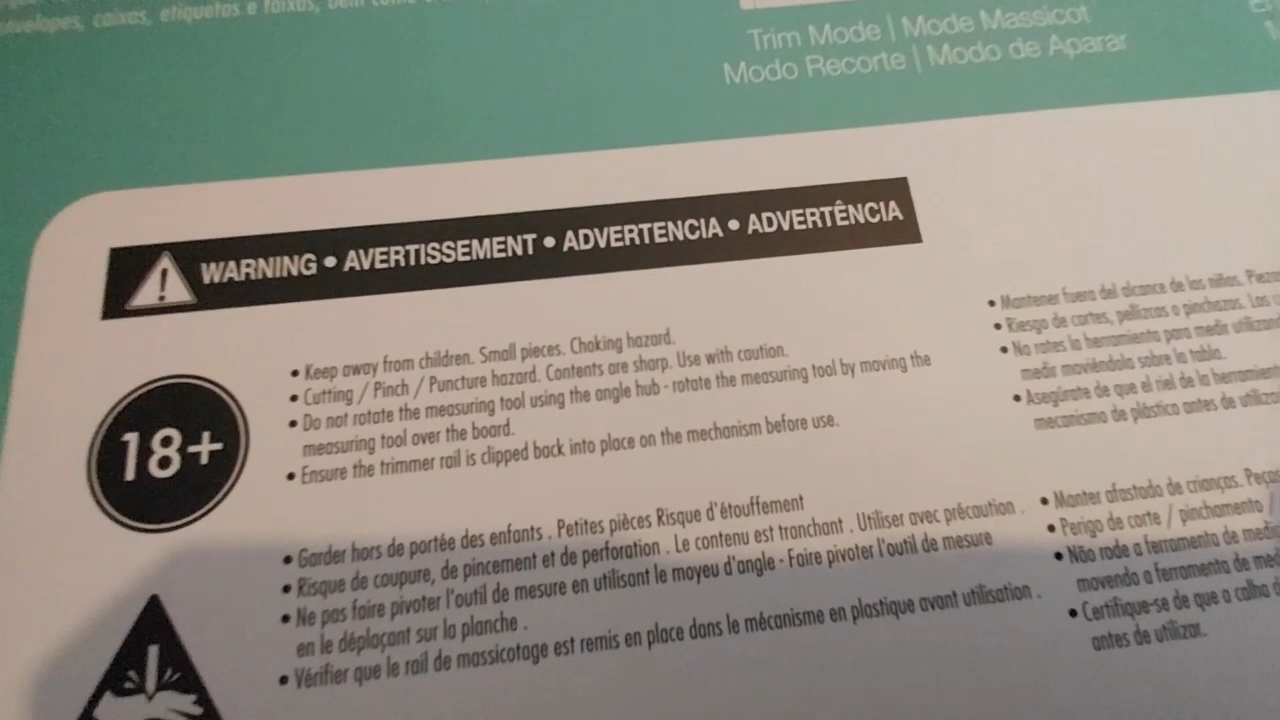 envelopes, caixas, etiquetas e faixas, bem
Trim Mode | Mode Massicot
Modo Recorte | Modo de Aparar
WARNING • AVERTISSEMENT • ADVERTENCIA • ADVERTÊNCIA
18+
• Keep away from children. Small pieces. Choking hazard.
• Cutting / Pinch / Puncture hazard. Contents are sharp. Use with caution.
• Do not rotate the measuring tool using the angle hub - rotate the measuring tool by moving the
measuring tool over the board.
• Ensure the trimmer rail is clipped back into place on the mechanism before use.
• Garder hors de portée des enfants . Petites pièces Risque d'étouffement
• Risque de coupure, de pincement et de perforation . Le contenu est tranchant . Utiliser avec précaution .
• Ne pas faire pivoter l'outil de mesure en utilisant le moyeu d'angle - Faire pivoter l'outil de mesure
en le déplaçant sur la planche .
• Vérifier que le rail de massicotage est remis en place dans le mécanisme en plastique avant utilisation .
• Mantener fuera del alcance de los niños.
• Riesgo de cortes, pellizcos o pinchazos. Los
• No rotes la herramienta para medir
medir moviéndola sobre la tabla.
• Asegúrate de que el riel de la
mecanismo de plástico antes de
• Manter afastado de crianças. Peças
• Perigo de corte / pinchamento /
• Não rode a ferramenta de
movendo a ferramenta de
• Certifique-se de que a calha
antes de utilizar.